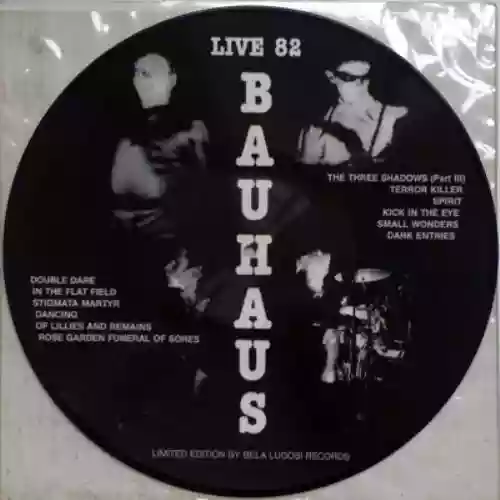 LIVE 82
BAUHAUS
THE THREE SHADOWS (Part III)
TERROR KILLER
SPIRIT
KICK IN THE EYE
SMALL WONDERS
DARK ENTRIES
DOUBLE DARE
IN THE FLAT FIELD
STIGMATA MARTYR
DANCING
OF LILLIES AND REMAINS
ROSE GARDEN FUNERAL OF SORES
LIMITED EDITION BY BELA LUGOSI RECORDS